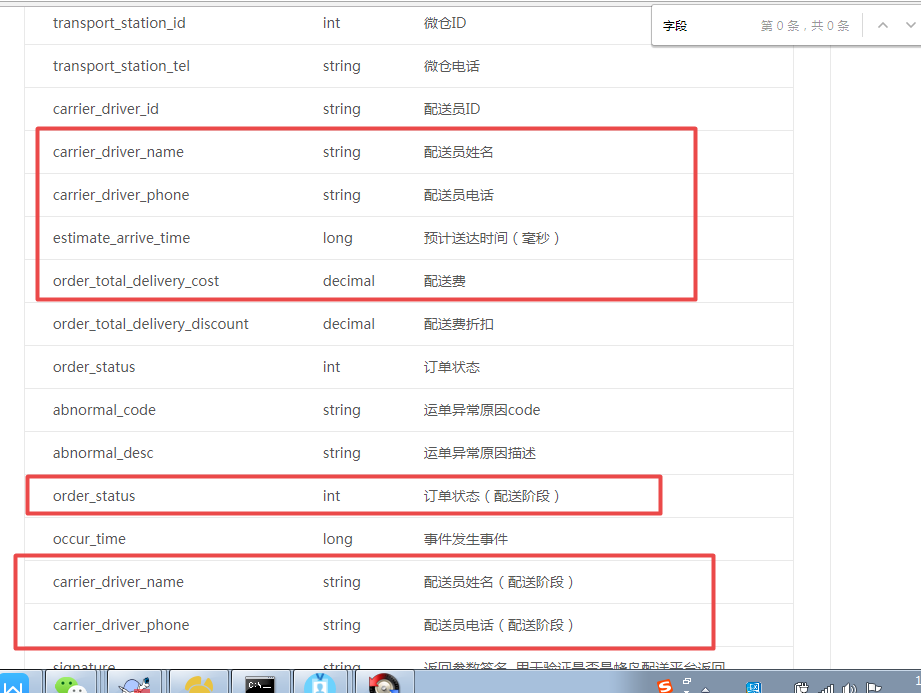 transport_station_id int 微仓ID
字段 第 0 条，共 0 条
transport_station_tel string 微仓电话
carrier_driver_id string 配送员ID
carrier_driver_name string 配送员姓名
carrier_driver_phone string 配送员电话
estimate_arrive_time long 预计送达时间（毫秒）
order_total_delivery_cost decimal 配送费
order_total_delivery_discount decimal 配送费折扣
order_status int 订单状态
abnormal_code string 运单异常原因code
abnormal_desc string 运单异常原因描述
order_status int 订单状态（配送阶段）
occur_time long 事件发生事件
carrier_driver_name string 配送员姓名（配送阶段）
carrier_driver_phone string 配送员电话（配送阶段）
signature string 返回参数签名, 用于验证是否是蜂鸟配送平台返回